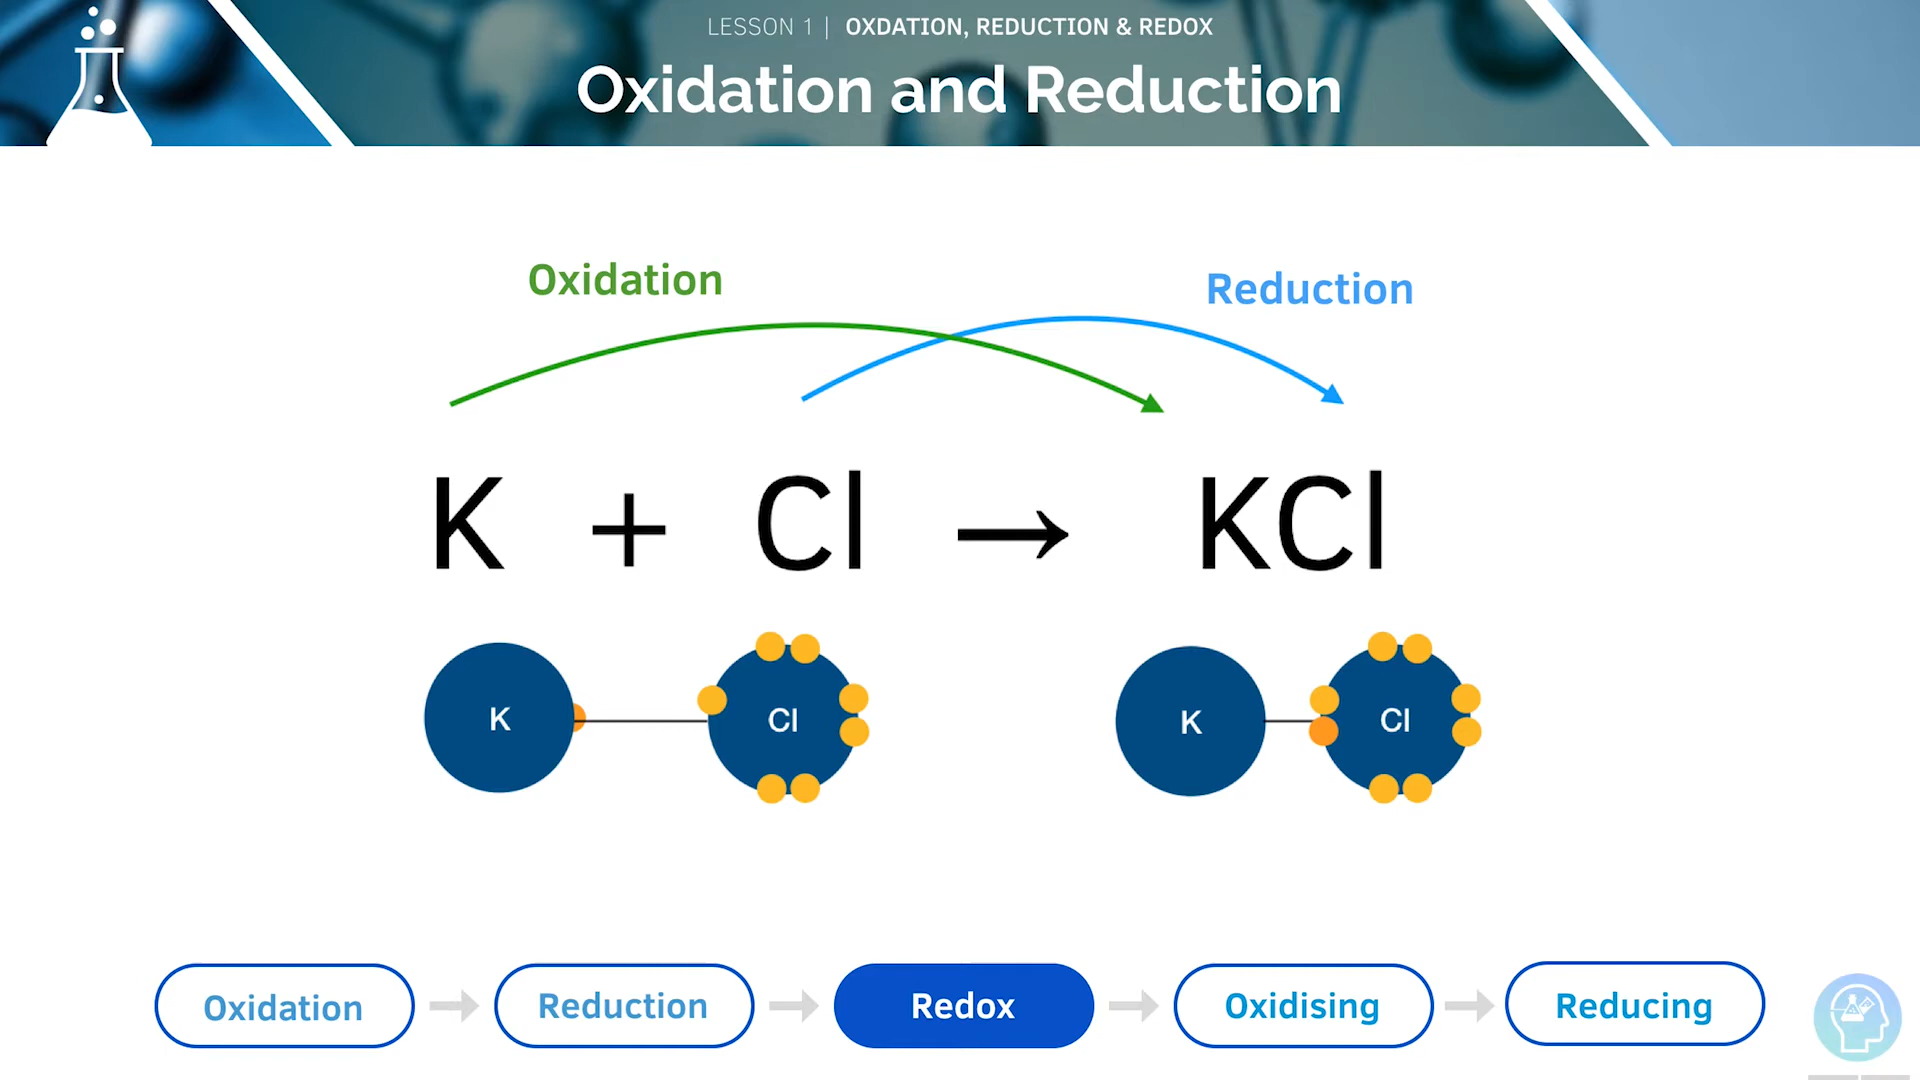 LESSON 1 | OXDATION, REDUCTION & REDOX
Oxidation and Reduction
Oxidation
Reduction
K + Cl → KCl
K
Cl
K
Cl
Oxidation
Reduction
Redox
Oxidising
Reducing